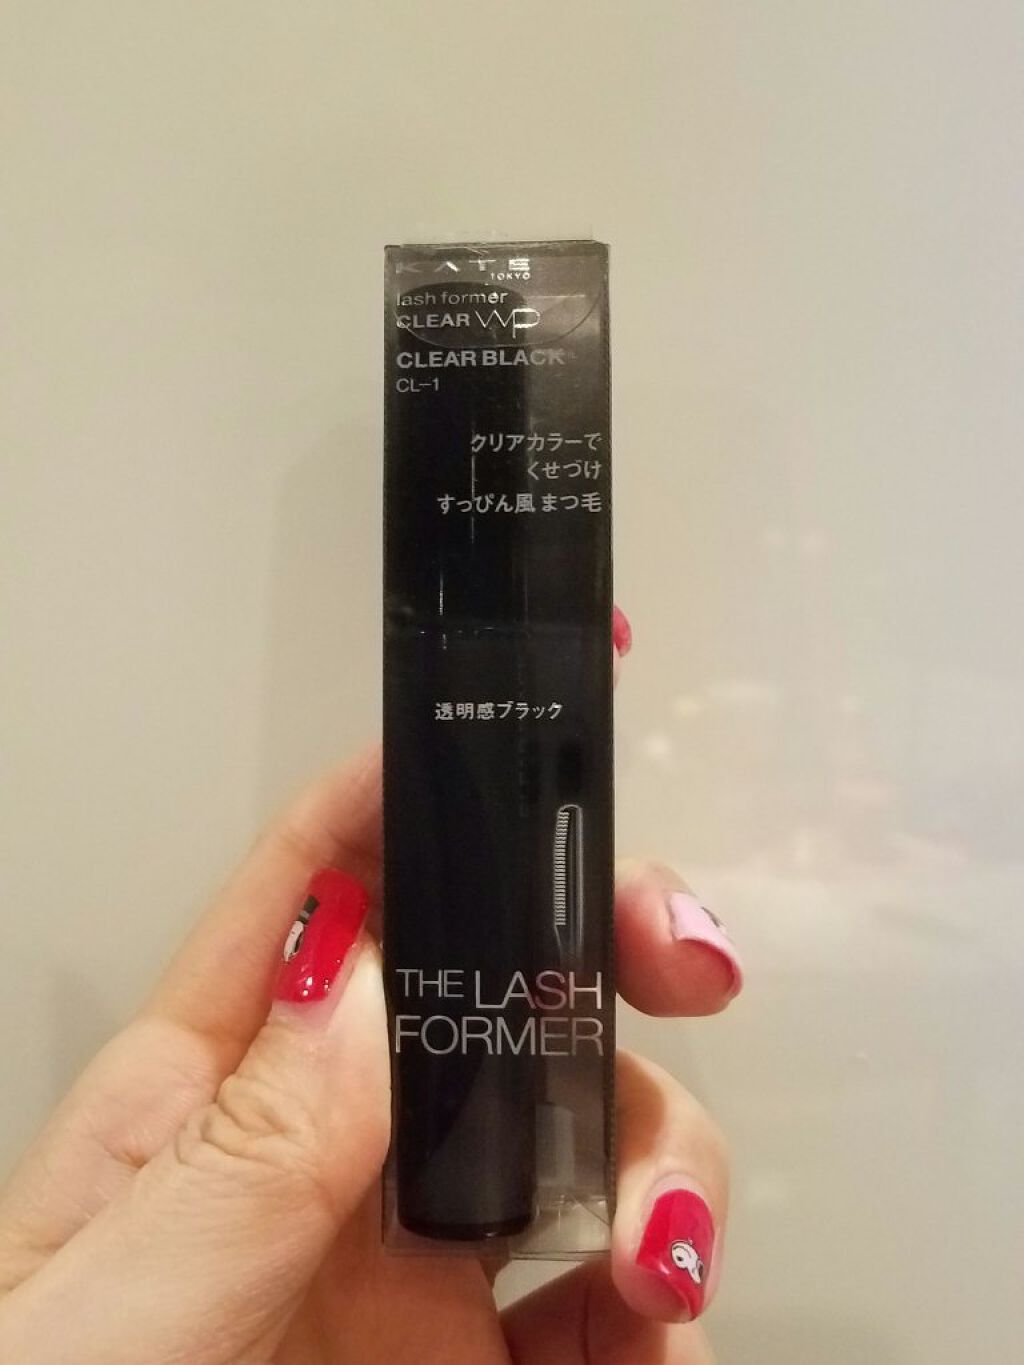 KATE
TOKYO
lash former
CLEAR WP
CLEAR BLACK
CL-1
クリアカラーで
くせづけ
すっぴん風 まつ毛
透明感ブラック
THE LASH
FORMER